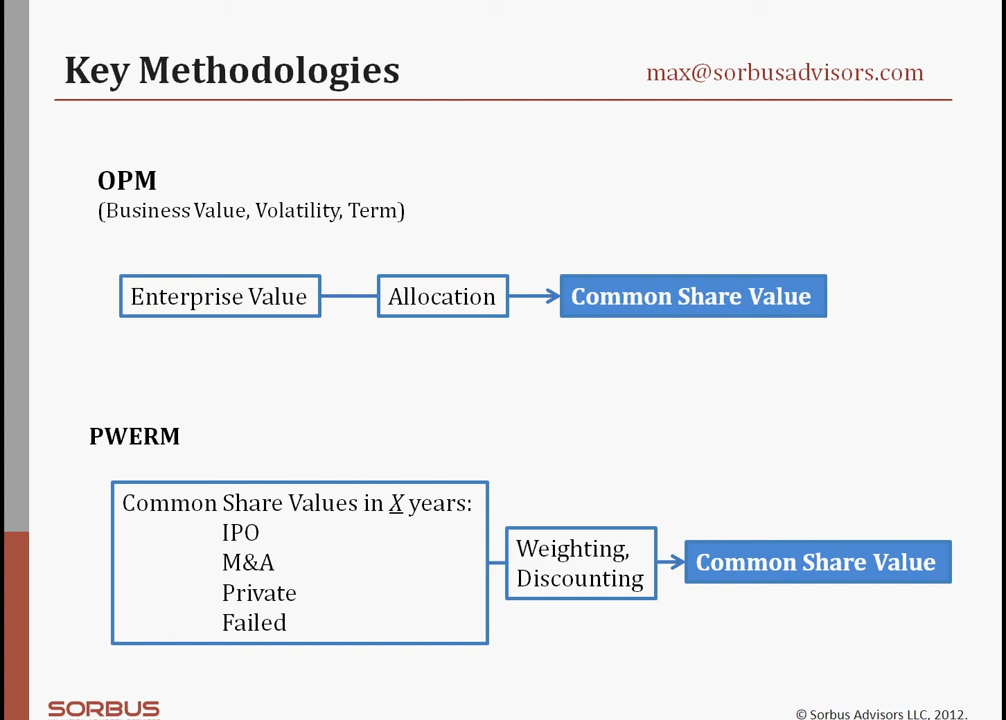 Key Methodologies
max@sorbusadvisors.com
OPM
(Business Value, Volatility, Term)
Enterprise Value
Allocation
Common Share Value
PWERM
Common Share Values in X years:
IPO
M&A
Private
Failed
Weighting,
Discounting
Common Share Value
SORBUS
© Sorbus Advisors LLC, 2012.